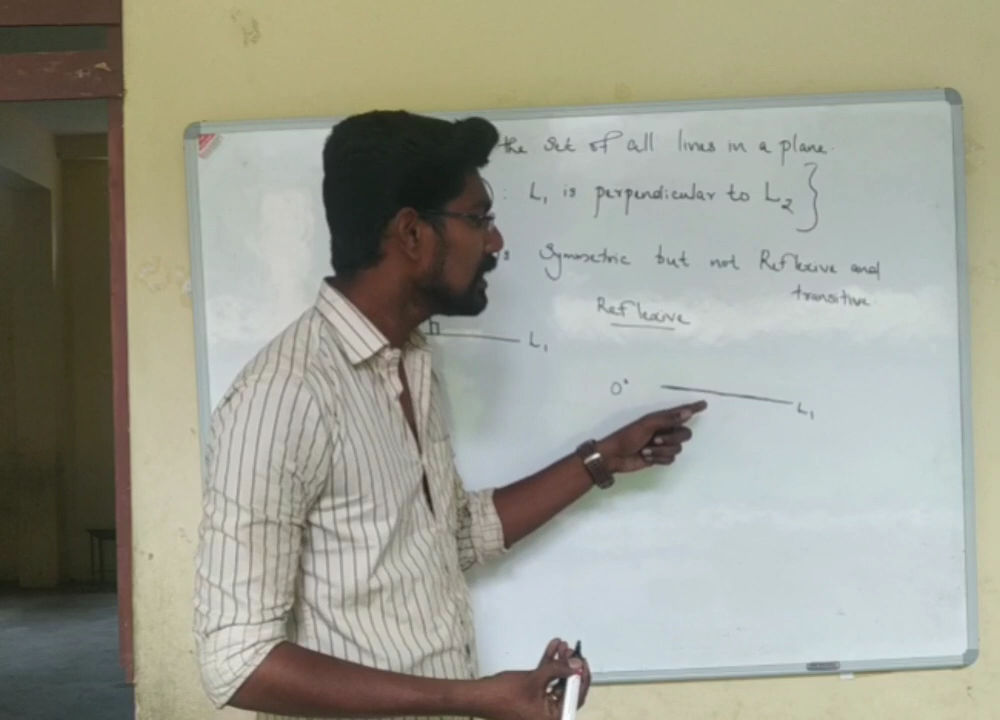 the set of all lines in a plane.
: L₁ is perpendicular to L₂ }
s Symmetric but not Reflexive and
transitive
Reflexive
L₁
0°
L₁